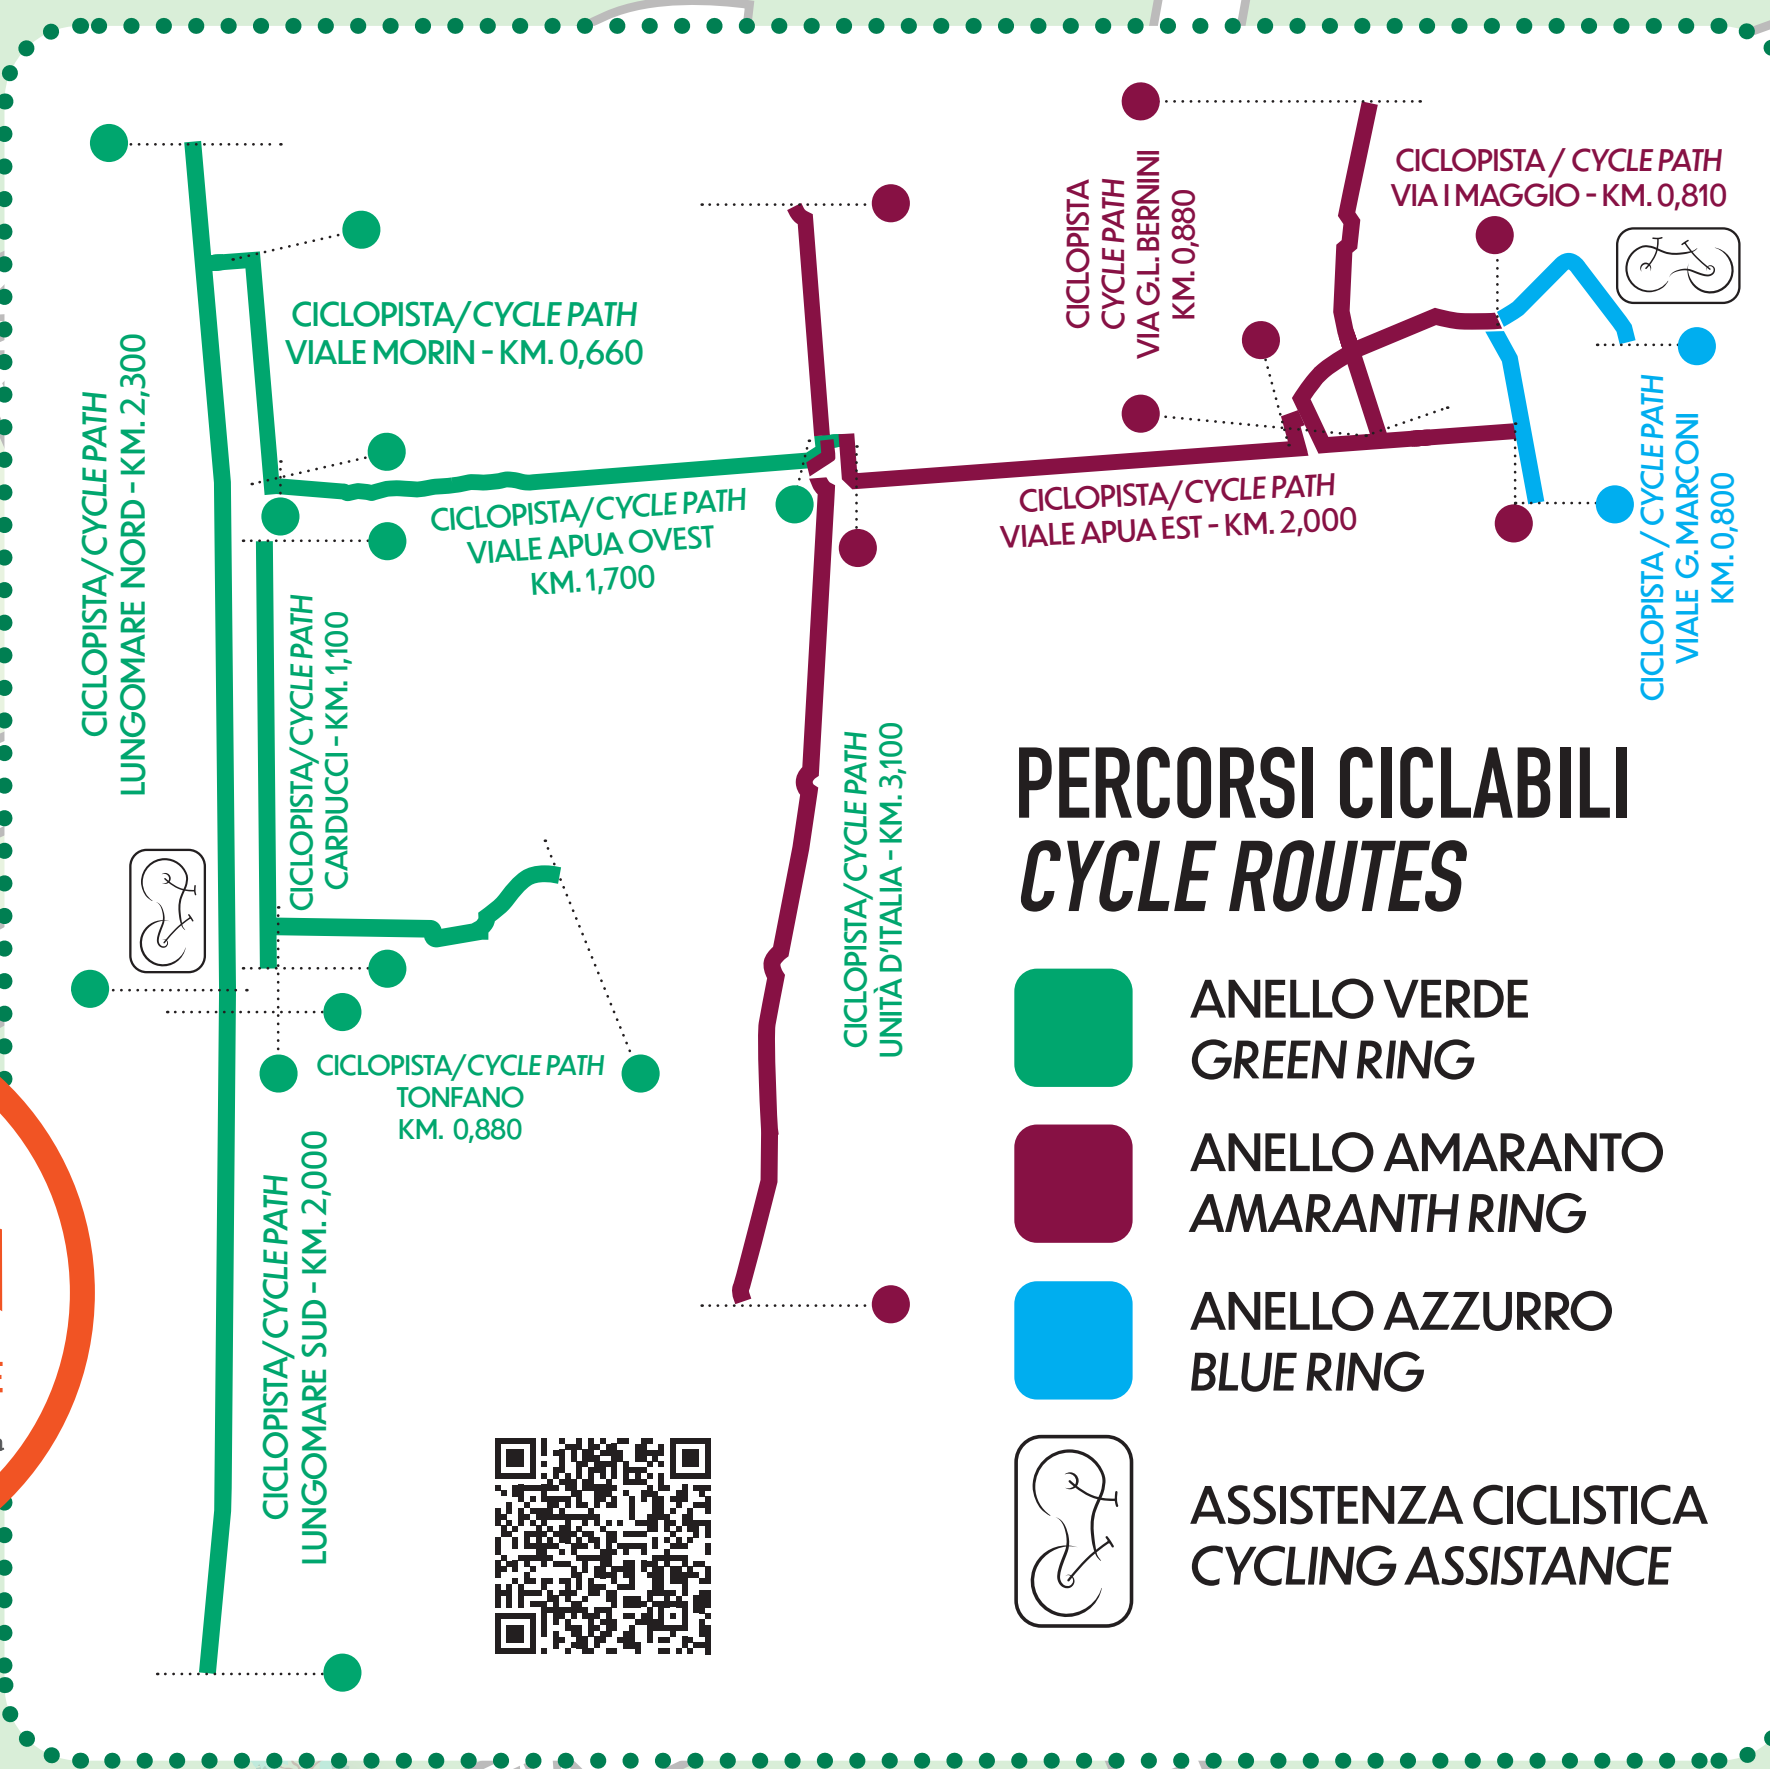 CICLOPISTA/CYCLE PATH
LUNGOMARE NORD - KM. 2,300
CICLOPISTA/CYCLE PATH
VIALE MORIN - KM. 0,660
CICLOPISTA/CYCLE PATH
VIALE APUA OVEST
KM. 1,700
CICLOPISTA/CYCLE PATH
CARDUCCI - KM. 1,100
CICLOPISTA/CYCLE PATH
TONFANO
KM. 0,880
CICLOPISTA/CYCLE PATH
LUNGOMARE SUD - KM. 2,000
CICLOPISTA/CYCLE PATH
UNITÀ D'ITALIA - KM. 3,100
CICLOPISTA
CYCLE PATH
VIA G.L. BERNINI
KM. 0,880
CICLOPISTA / CYCLE PATH
VIA I MAGGIO - KM. 0,810
CICLOPISTA/CYCLE PATH
VIALE APUA EST - KM. 2,000
CICLOPISTA / CYCLE PATH
VIALE G. MARCONI
KM. 0,800
PERCORSI CICLABILI
CYCLE ROUTES
ANELLO VERDE
GREEN RING
ANELLO AMARANTO
AMARANTH RING
ANELLO AZZURRO
BLUE RING
ASSISTENZA CICLISTICA
CYCLING ASSISTANCE